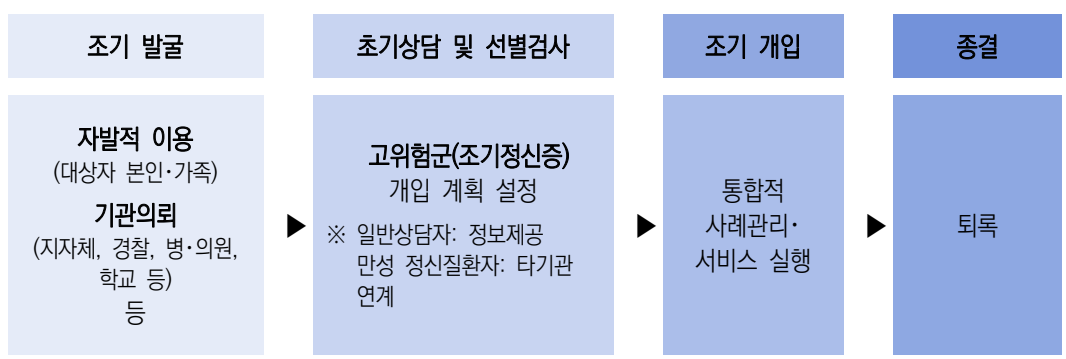 조기 발굴
초기상담 및 선별검사
조기 개입
종결
자발적 이용
(대상자 본인·가족)
기관의뢰
(지자체, 경찰, 병·의원,
학교 등)
등
고위험군(조기정신증)
개입 계획 설정
※ 일반상담자: 정보제공
만성 정신질환자: 타기관
연계
통합적
사례관리·
서비스 실행
퇴록